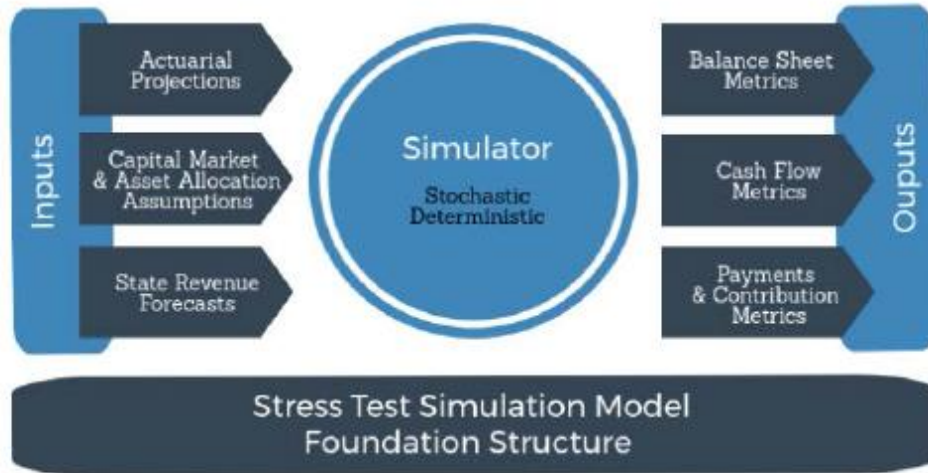 Inputs
Actuarial
Projections
Capital Market
& Asset Allocation
Assumptions
State Revenue
Forecasts
Simulator
Stochastic
Deterministic
Balance Sheet
Metrics
Cash Flow
Metrics
Payments
& Contribution
Metrics
Ouputs
Stress Test Simulation Model
Foundation Structure